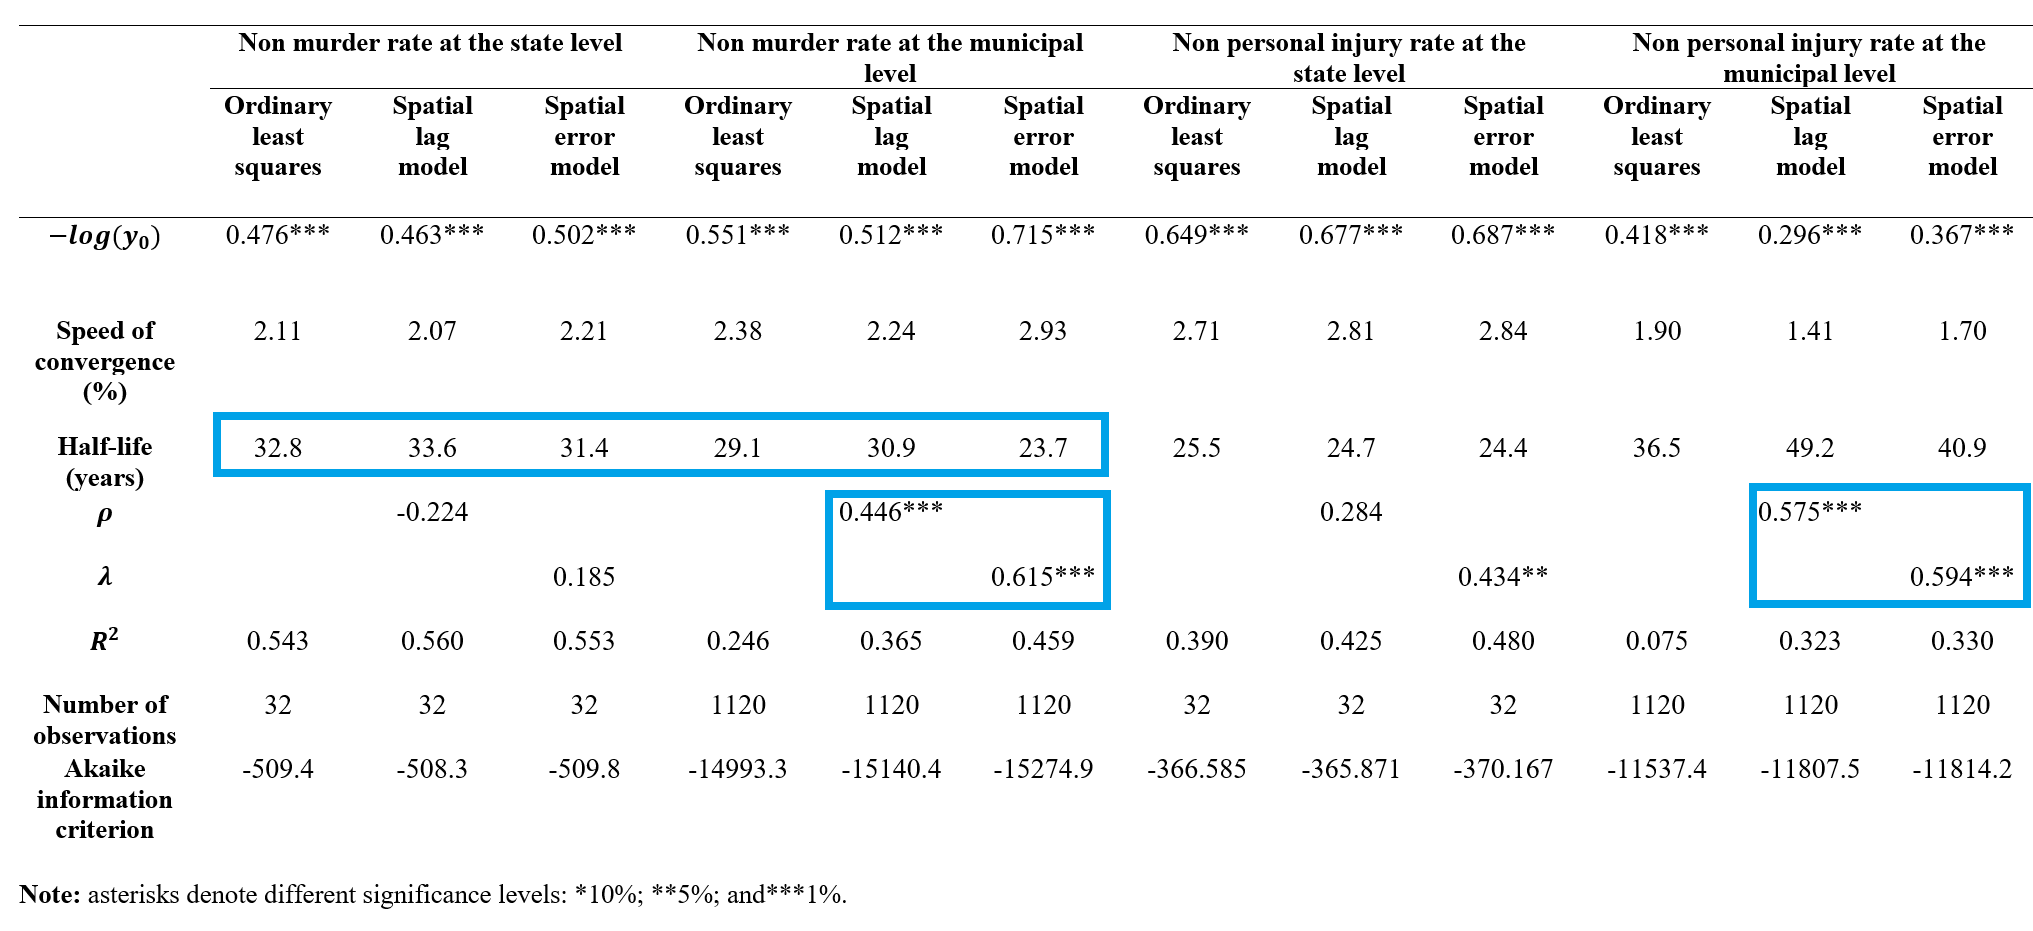 Non murder rate at the state level Non murder rate at the municipal level Non personal injury rate at the state level Non personal injury rate at the municipal level
Ordinary least squares Spatial lag model Spatial error model Ordinary least squares Spatial lag model Spatial error model Ordinary least squares Spatial lag model Spatial error model Ordinary least squares Spatial lag model Spatial error model
−log(y₀) 0.476*** 0.463*** 0.502*** 0.551*** 0.512*** 0.715*** 0.649*** 0.677*** 0.687*** 0.418*** 0.296*** 0.367***
Speed of convergence (%) 2.11 2.07 2.21 2.38 2.24 2.93 2.71 2.81 2.84 1.90 1.41 1.70
Half-life (years) 32.8 33.6 31.4 29.1 30.9 23.7 25.5 24.7 24.4 36.5 49.2 40.9
ρ -0.224 0.446*** 0.284 0.575***
λ 0.185 0.615*** 0.434** 0.594***
R² 0.543 0.560 0.553 0.246 0.365 0.459 0.390 0.425 0.480 0.075 0.323 0.330
Number of observations 32 32 32 1120 1120 1120 32 32 32 1120 1120 1120
Akaike information criterion -509.4 -508.3 -509.8 -14993.3 -15140.4 -15274.9 -366.585 -365.871 -370.167 -11537.4 -11807.5 -11814.2
Note: asterisks denote different significance levels: *10%; **5%; and***1%.